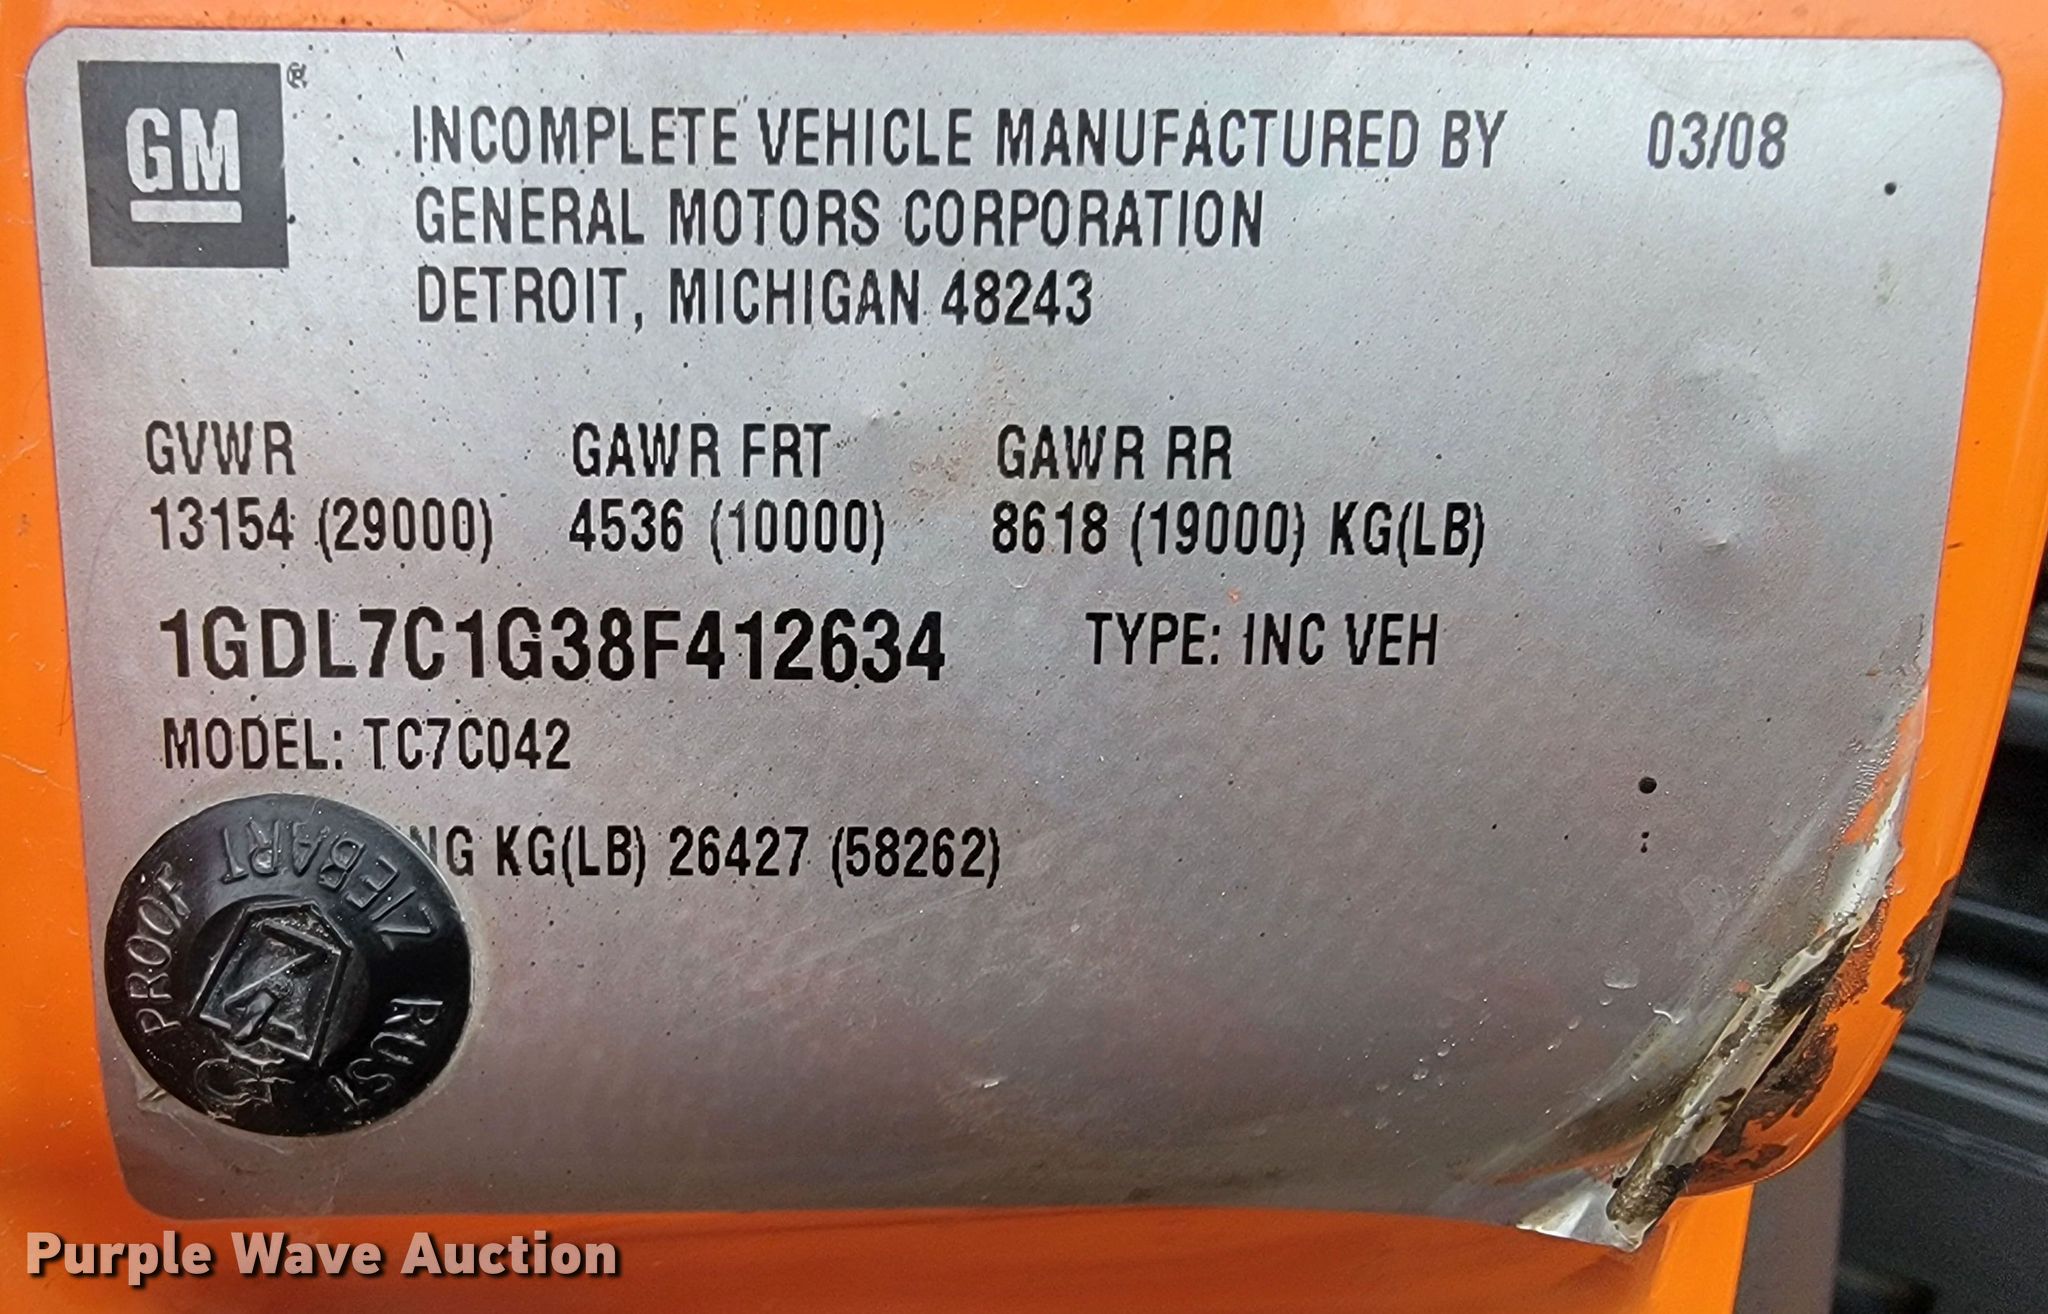 GM ®
INCOMPLETE VEHICLE MANUFACTURED BY 03/08
GENERAL MOTORS CORPORATION
DETROIT, MICHIGAN 48243
GVWR GAWR FRT GAWR RR
13154 (29000) 4536 (10000) 8618 (19000) KG(LB)
1GDL7C1G38F412634 TYPE: INC VEH
MODEL: TC7C042
NG KG(LB) 26427 (58262)
ZIEBART
RUST
PROOF
Purple Wave Auction